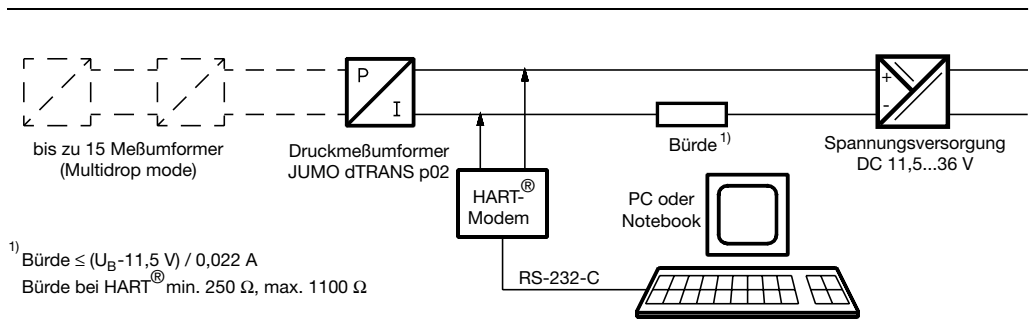 P
I
+
-
bis zu 15 Meßumformer
(Multidrop mode)
Druckmeßumformer
JUMO dTRANS p02
Bürde 1)
Spannungsversorgung
DC 11,5...36 V
HART-®
Modem
PC oder
Notebook
RS-232-C
1) Bürde ≤ (UB-11,5 V) / 0,022 A
Bürde bei HART® min. 250 Ω, max. 1100 Ω